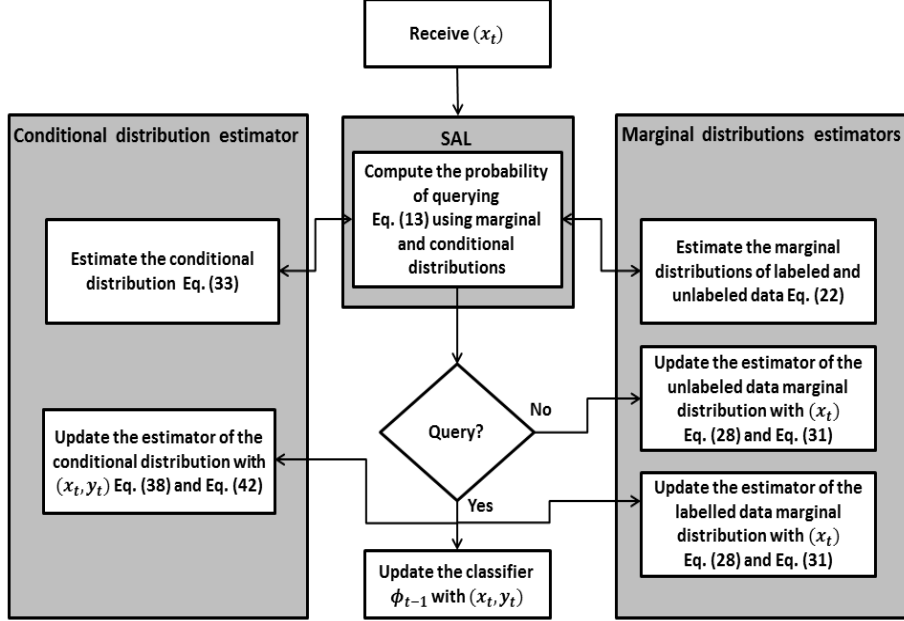 Receive (x_t)
Conditional distribution estimator
Estimate the conditional
distribution Eq. (33)
Update the estimator of the
conditional distribution with
(x_t, y_t) Eq. (38) and Eq. (42)
SAL
Compute the probability
of querying
Eq. (13) using marginal
and conditional
distributions
Query?
No
Yes
Update the classifier
ϕ_{t−1} with (x_t, y_t)
Marginal distributions estimators
Estimate the marginal
distributions of labeled and
unlabeled data Eq. (22)
Update the estimator of the
unlabeled data marginal
distribution with (x_t)
Eq. (28) and Eq. (31)
Update the estimator of the
labelled data marginal
distribution with (x_t)
Eq. (28) and Eq. (31)